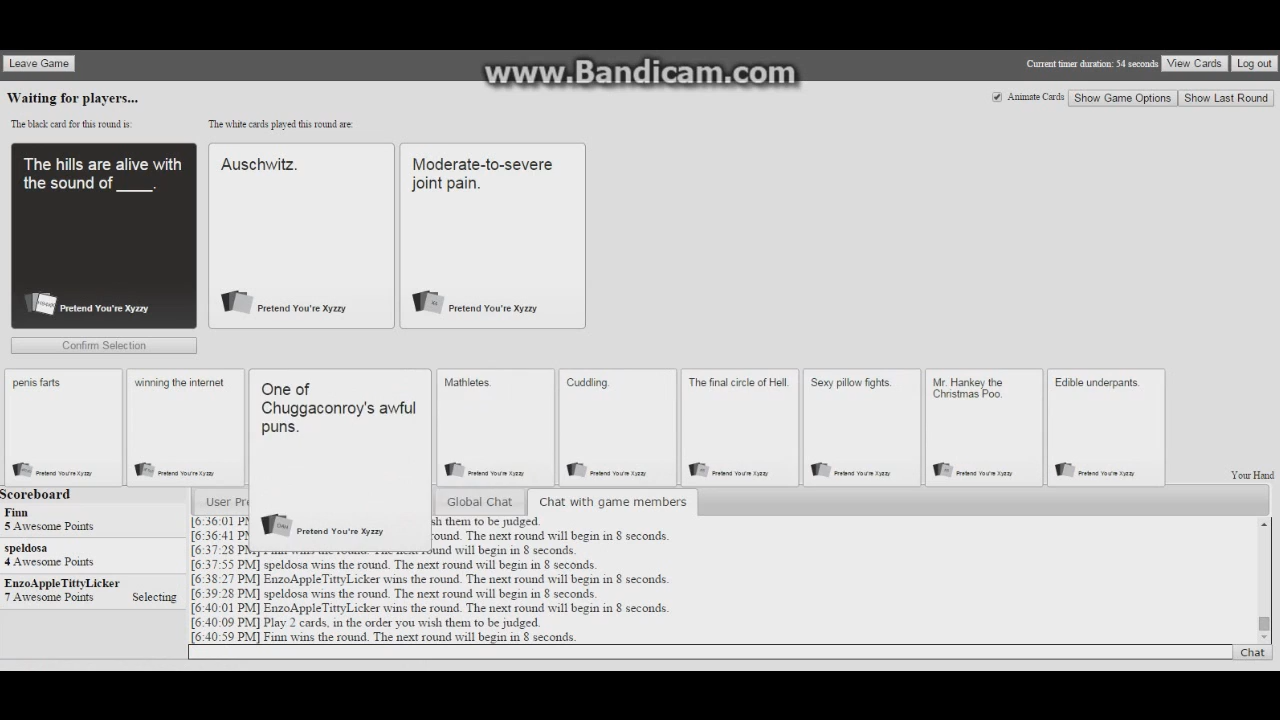 www.Bandicam.com
Leave Game
Current timer duration: 54 seconds
View Cards
Log out
Waiting for players...
Animate Cards
Show Game Options
Show Last Round
The black card for this round is:
The white cards played this round are:
The hills are alive with
the sound of ____.
Pretend You're Xyzzy
Auschwitz.
Pretend You're Xyzzy
Moderate-to-severe
joint pain.
Pretend You're Xyzzy
Confirm Selection
penis farts
Pretend You're Xyzzy
winning the internet
Pretend You're Xyzzy
One of
Chuggaconroy's awful
puns.
Pretend You're Xyzzy
Mathletes.
Pretend You're Xyzzy
Cuddling.
Pretend You're Xyzzy
The final circle of Hell.
Pretend You're Xyzzy
Sexy pillow fights.
Pretend You're Xyzzy
Mr. Hankey the
Christmas Poo.
Pretend You're Xyzzy
Edible underpants.
Pretend You're Xyzzy
Your Hand
Scoreboard
Finn
5 Awesome Points
speldosa
4 Awesome Points
EnzoAppleTittyLicker
7 Awesome Points
Selecting
User Pre
Global Chat
Chat with game members
[6:36:01 PM] wish them to be judged.
[6:36:41 PM] round. The next round will begin in 8 seconds.
[6:37:28 PM] Finn wins the round. The next round will begin in 8 seconds.
[6:37:55 PM] speldosa wins the round. The next round will begin in 8 seconds.
[6:38:27 PM] EnzoAppleTittyLicker wins the round. The next round will begin in 8 seconds.
[6:39:28 PM] speldosa wins the round. The next round will begin in 8 seconds.
[6:40:01 PM] EnzoAppleTittyLicker wins the round. The next round will begin in 8 seconds.
[6:40:09 PM] Play 2 cards, in the order you wish them to be judged.
[6:40:59 PM] Finn wins the round. The next round will begin in 8 seconds.
Chat